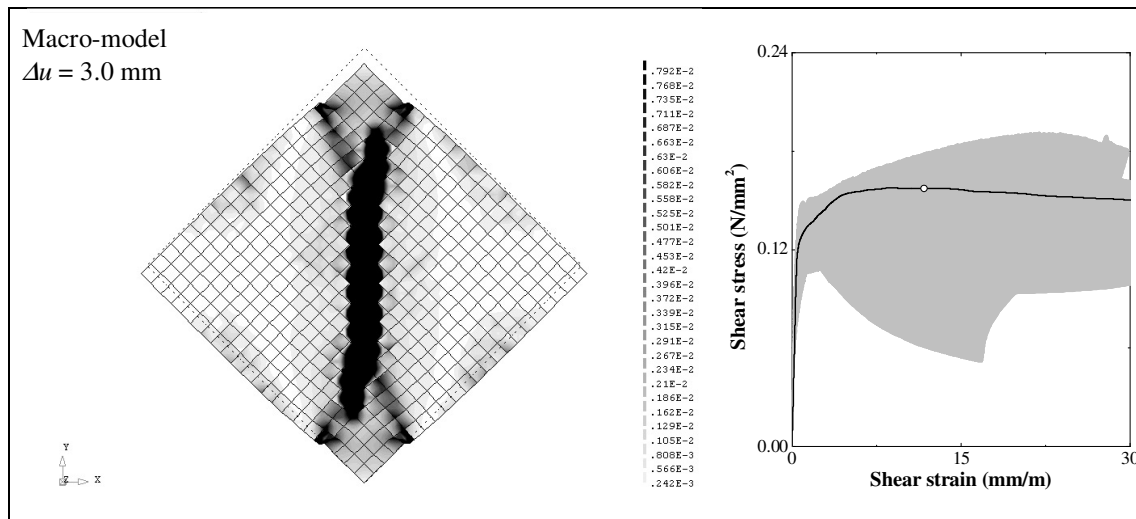 Macro-model
Δu = 3.0 mm
.792E-2
.768E-2
.735E-2
.711E-2
.687E-2
.663E-2
.63E-2
.606E-2
.582E-2
.558E-2
.525E-2
.501E-2
.477E-2
.453E-2
.42E-2
.396E-2
.372E-2
.339E-2
.315E-2
.291E-2
.267E-2
.234E-2
.21E-2
.186E-2
.162E-2
.129E-2
.105E-2
.808E-3
.566E-3
.242E-3
Y
Z X
0.24
0.12
0.00
Shear stress (N/mm²)
0 15 30
Shear strain (mm/m)